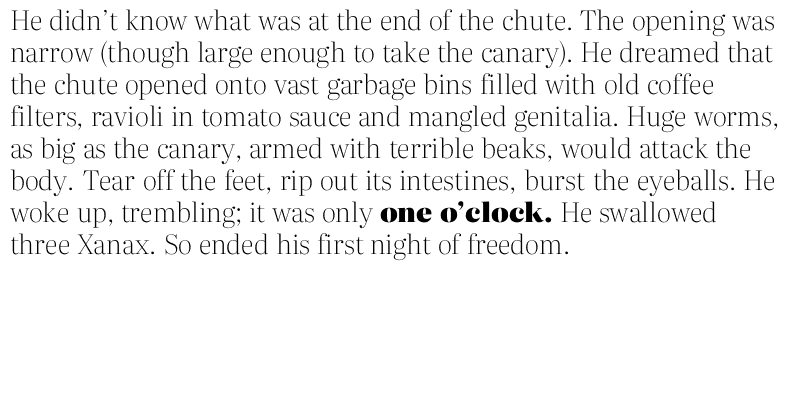 He didn’t know what was at the end of the chute. The opening was
narrow (though large enough to take the canary). He dreamed that
the chute opened onto vast garbage bins filled with old coffee
filters, ravioli in tomato sauce and mangled genitalia. Huge worms,
as big as the canary, armed with terrible beaks, would attack the
body. Tear off the feet, rip out its intestines, burst the eyeballs. He
woke up, trembling; it was only one o’clock. He swallowed
three Xanax. So ended his first night of freedom.